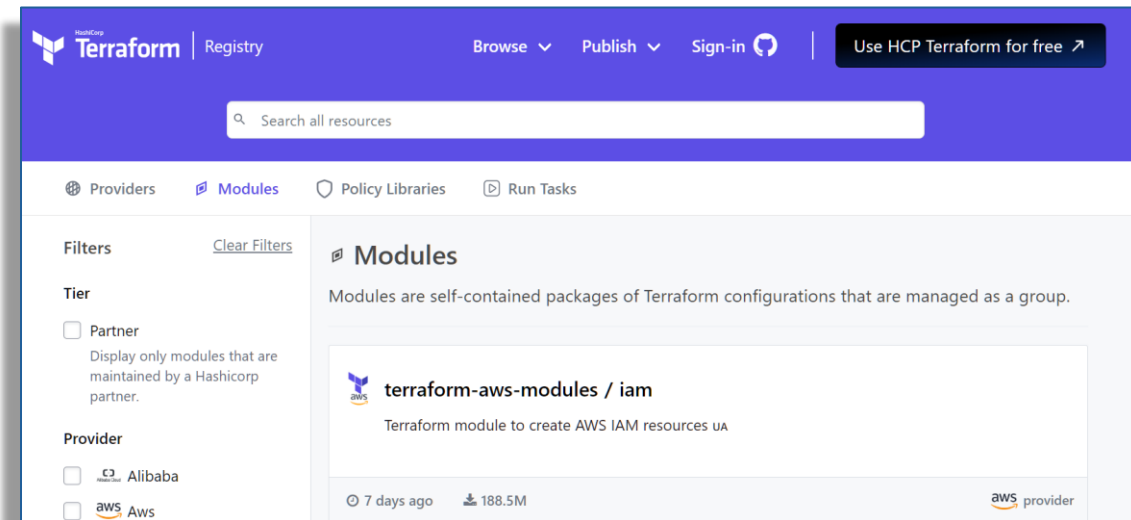 HashiCorp
Terraform Registry Browse Publish Sign-in Use HCP Terraform for free ↗
Search all resources
Providers Modules Policy Libraries Run Tasks
Filters Clear Filters
Tier
Partner
Display only modules that are
maintained by a Hashicorp
partner.
Provider
Alibaba
aws Aws
Modules
Modules are self-contained packages of Terraform configurations that are managed as a group.
aws
terraform-aws-modules / iam
Terraform module to create AWS IAM resources UA
7 days ago 188.5M aws provider